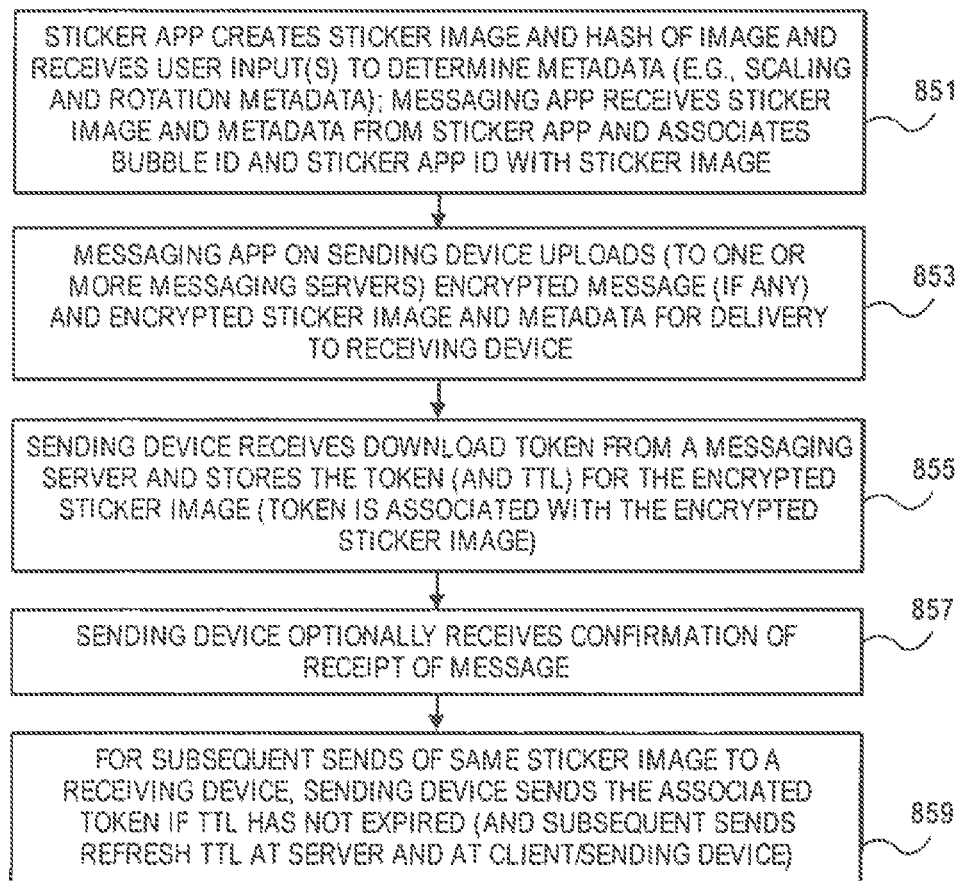 STICKER APP CREATES STICKER IMAGE AND HASH OF IMAGE AND
RECEIVES USER INPUT(S) TO DETERMINE METADATA (E.G., SCALING
AND ROTATION METADATA); MESSAGING APP RECEIVES STICKER
IMAGE AND METADATA FROM STICKER APP AND ASSOCIATES
BUBBLE ID AND STICKER APP ID WITH STICKER IMAGE
851
MESSAGING APP ON SENDING DEVICE UPLOADS (TO ONE OR
MORE MESSAGING SERVERS) ENCRYPTED MESSAGE (IF ANY)
AND ENCRYPTED STICKER IMAGE AND METADATA FOR DELIVERY
TO RECEIVING DEVICE
853
SENDING DEVICE RECEIVES DOWNLOAD TOKEN FROM A MESSAGING
SERVER AND STORES THE TOKEN (AND TTL) FOR THE ENCRYPTED
STICKER IMAGE (TOKEN IS ASSOCIATED WITH THE ENCRYPTED
STICKER IMAGE)
855
SENDING DEVICE OPTIONALLY RECEIVES CONFIRMATION OF
RECEIPT OF MESSAGE
857
FOR SUBSEQUENT SENDS OF SAME STICKER IMAGE TO A
RECEIVING DEVICE, SENDING DEVICE SENDS THE ASSOCIATED
TOKEN IF TTL HAS NOT EXPIRED (AND SUBSEQUENT SENDS
REFRESH TTL AT SERVER AND AT CLIENT/SENDING DEVICE)
859